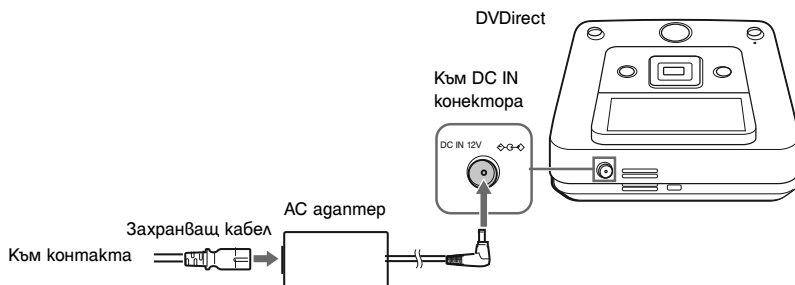 DVDirect
Към DC IN
конектора
DC IN 12V
AC адаптер
Захранващ кабел
Към контакта